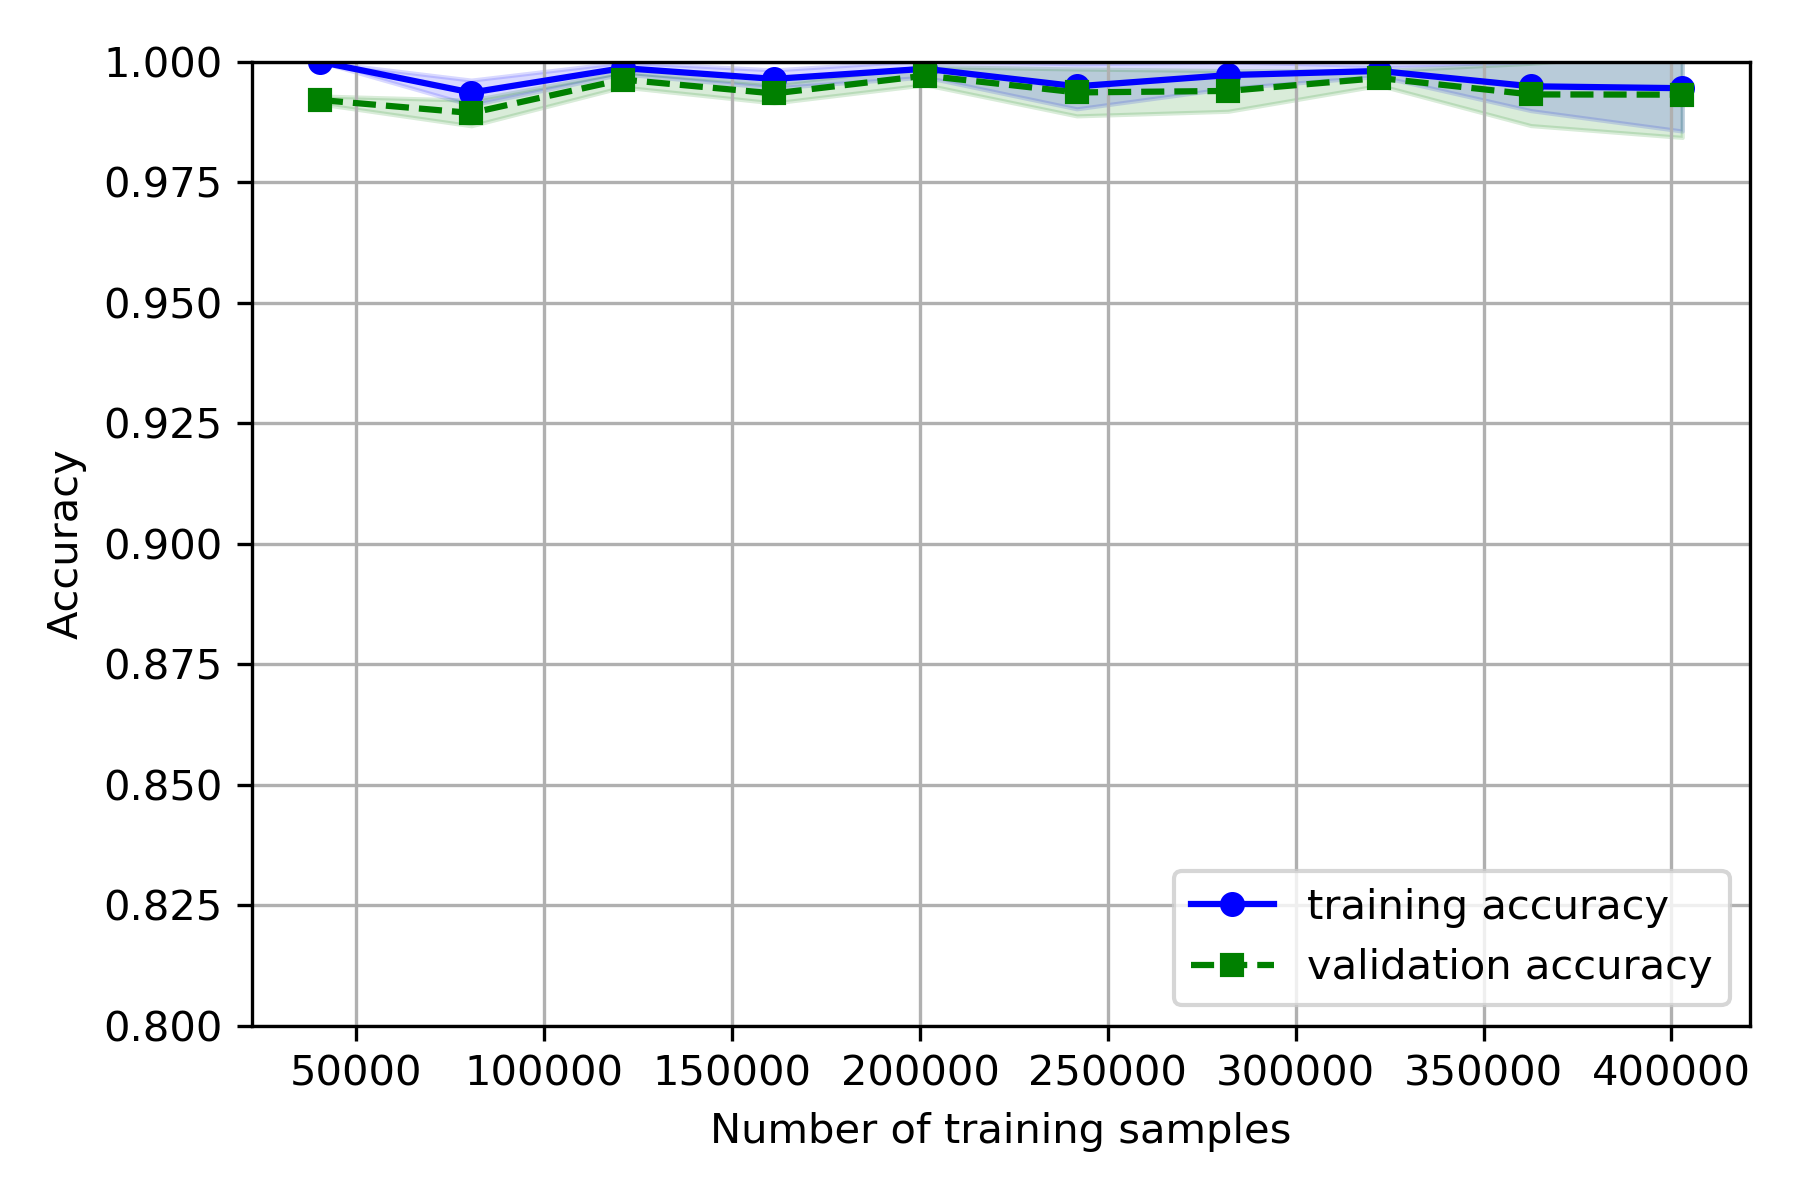 1.000
0.975
0.950
0.925
0.900
0.875
0.850
0.825
0.800
Accuracy
training accuracy
validation accuracy
50000 100000 150000 200000 250000 300000 350000 400000
Number of training samples